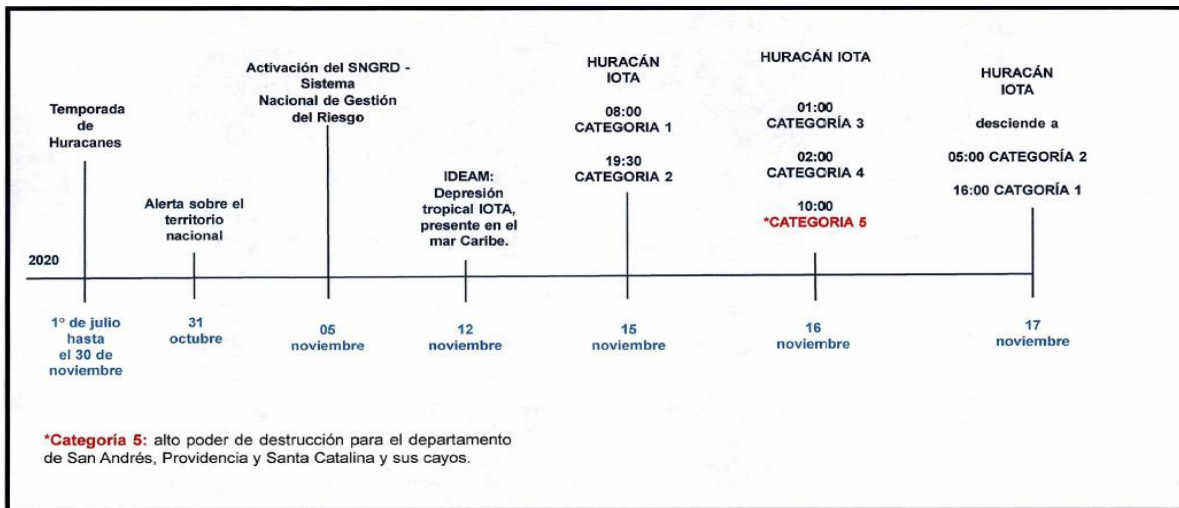 2020
Temporada
de
Huracanes
1º de julio
hasta
el 30 de
noviembre
Alerta sobre el
territorio
nacional
31
octubre
Activación del SNGRD -
Sistema
Nacional de Gestión
del Riesgo
05
noviembre
IDEAM:
Depresión
tropical IOTA,
presente en el
mar Caribe.
12
noviembre
HURACÁN
IOTA
08:00
CATEGORIA 1
19:30
CATEGORIA 2
15
noviembre
HURACÁN IOTA
01:00
CATEGORÍA 3
02:00
CATEGORÍA 4
10:00
*CATEGORIA 5
16
noviembre
HURACÁN
IOTA
desciende a
05:00 CATEGORÍA 2
16:00 CATGORÍA 1
17
noviembre
*Categoría 5: alto poder de destrucción para el departamento
de San Andrés, Providencia y Santa Catalina y sus cayos.